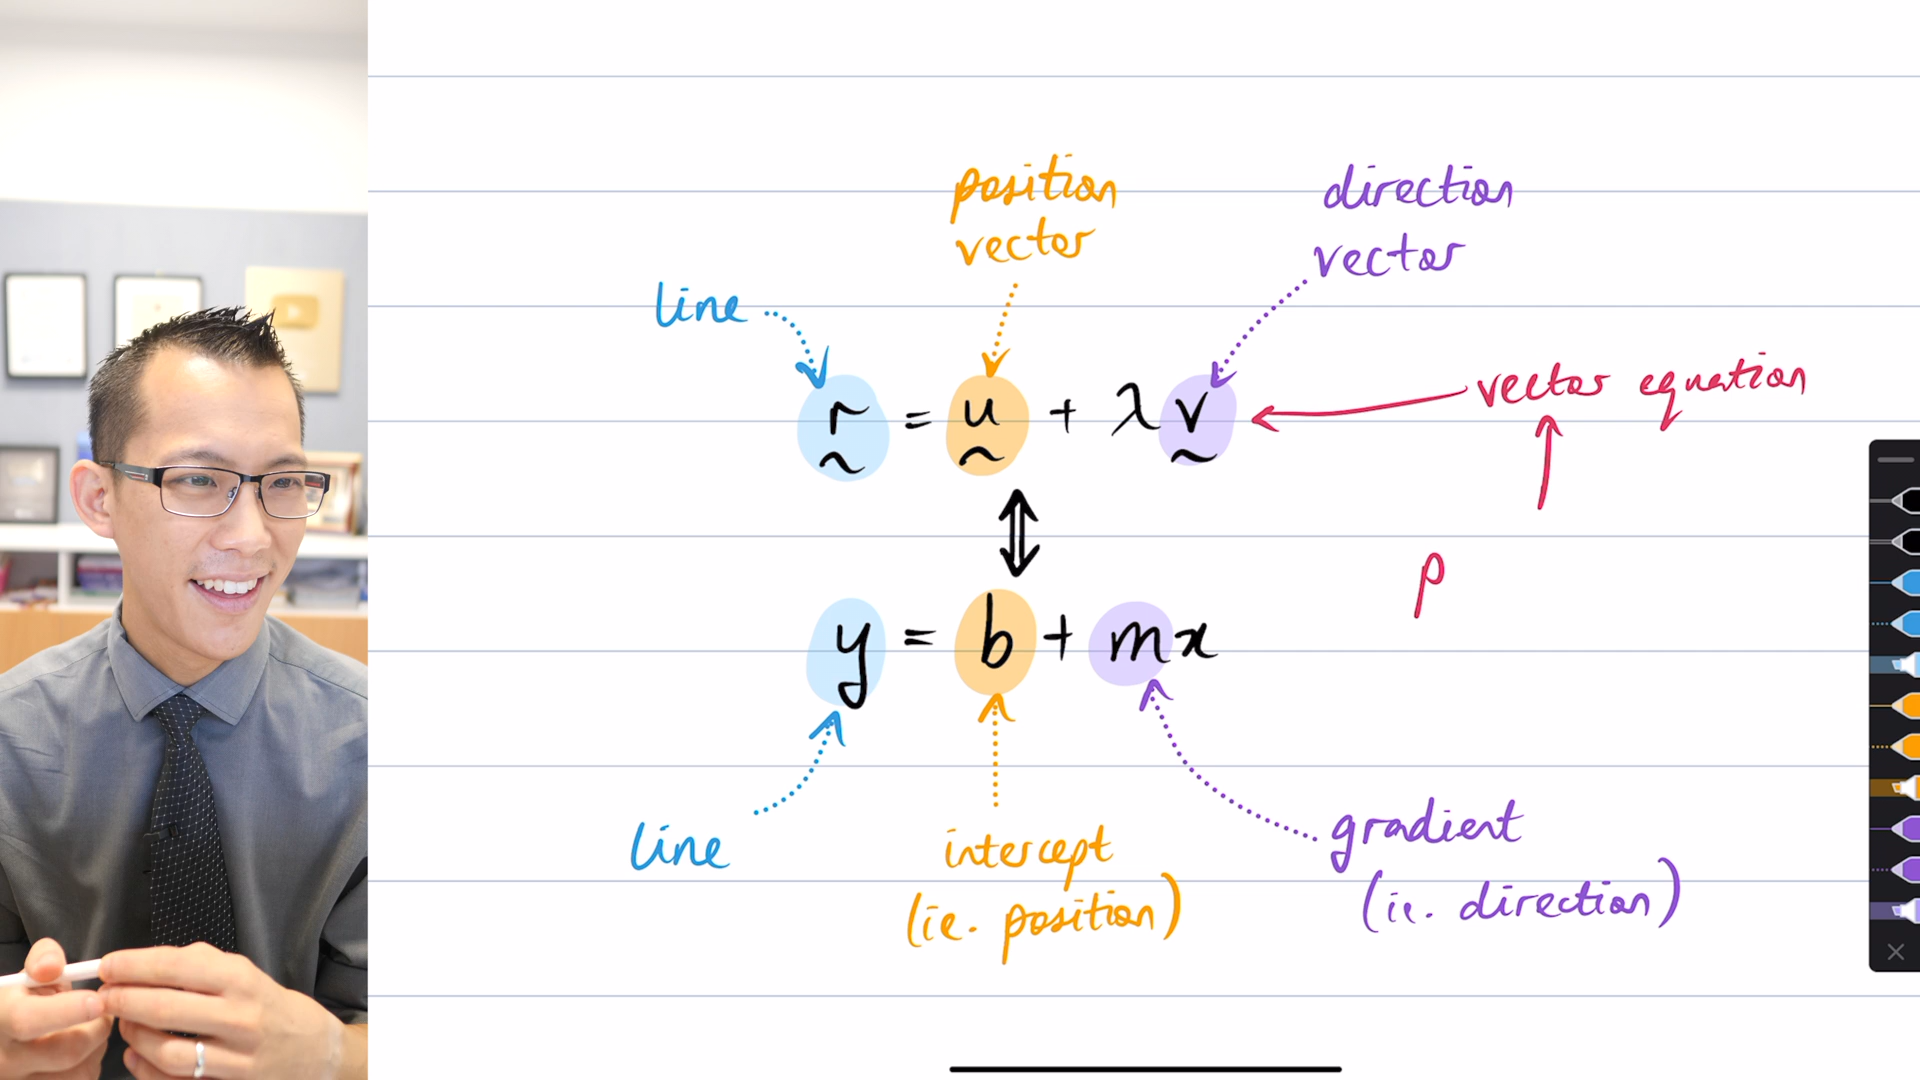 position
vector
direction
vector
line
r = u + λv
vector equation
p
y = b + mx
line
intercept
(ie. position)
gradient
(ie. direction)